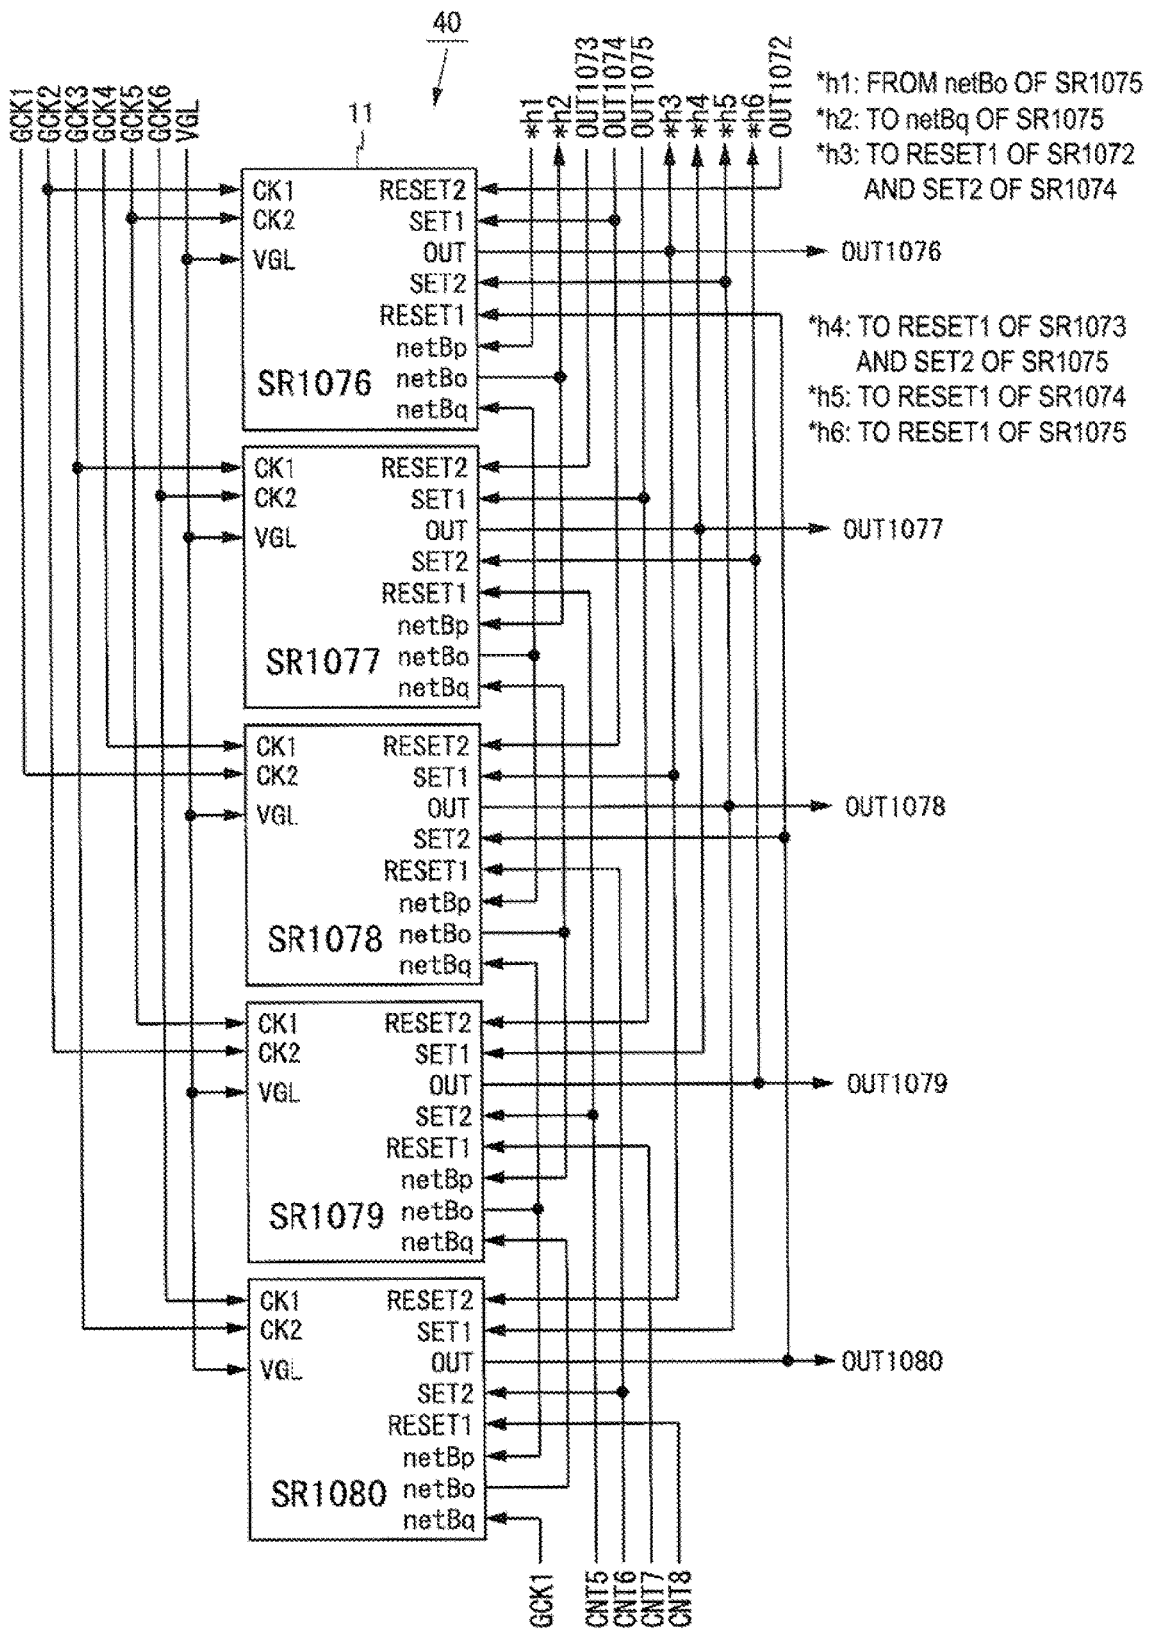 40
GCK1
GCK2
GCK3
GCK4
GCK5
GCK6
VGL
11
*h1
*h2
OUT1073
OUT1074
OUT1075
*h3
*h4
*h5
*h6
OUT1072
*h1: FROM netBo OF SR1075
*h2: TO netBq OF SR1075
*h3: TO RESET1 OF SR1072
AND SET2 OF SR1074
*h4: TO RESET1 OF SR1073
AND SET2 OF SR1075
*h5: TO RESET1 OF SR1074
*h6: TO RESET1 OF SR1075
CK1
CK2
VGL
SR1076
RESET2
SET1
OUT
SET2
RESET1
netBp
netBo
netBq
OUT1076
CK1
CK2
VGL
SR1077
RESET2
SET1
OUT
SET2
RESET1
netBp
netBo
netBq
OUT1077
CK1
CK2
VGL
SR1078
RESET2
SET1
OUT
SET2
RESET1
netBp
netBo
netBq
OUT1078
CK1
CK2
VGL
SR1079
RESET2
SET1
OUT
SET2
RESET1
netBp
netBo
netBq
OUT1079
CK1
CK2
VGL
SR1080
RESET2
SET1
OUT
SET2
RESET1
netBp
netBo
netBq
OUT1080
GCK1
CNT5
CNT6
CNT7
CNT8